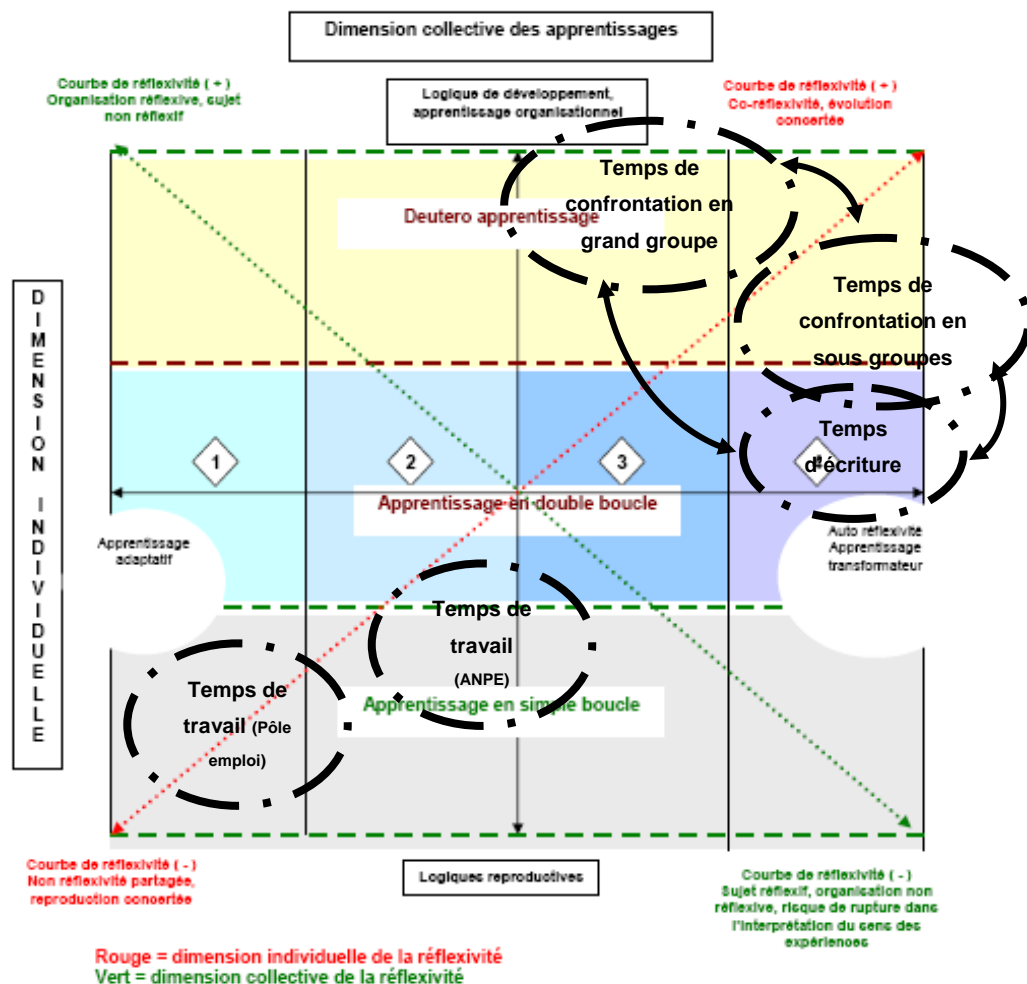 Dimension collective des apprentissages
Courbe de réflexivité ( + )
Organisation réflexive, sujet
non réflexif
Logique de développement,
apprentissage organisationnel
Courbe de réflexivité ( + )
Co-réflexivité, évolution
concertée
Temps de
confrontation en
grand groupe
Deutero apprentissage
Temps de
confrontation en
sous groupes
DIMENSION INDIVIDUELLE
Temps
d'écriture
1
2
3
4
Apprentissage en double boucle
Apprentissage
adaptatif
Auto réflexivité
Apprentissage
transformateur
Temps de
travail
(ANPE)
Temps de
travail (Pôle
emploi)
Apprentissage en simple boucle
Courbe de réflexivité ( - )
Non réflexivité partagée,
reproduction concertée
Logiques reproductives
Courbe de réflexivité ( - )
Sujet réflexif, organisation non
réflexive, risque de rupture dans
l'interprétation du sens des
expériences
Rouge = dimension individuelle de la réflexivité
Vert = dimension collective de la réflexivité